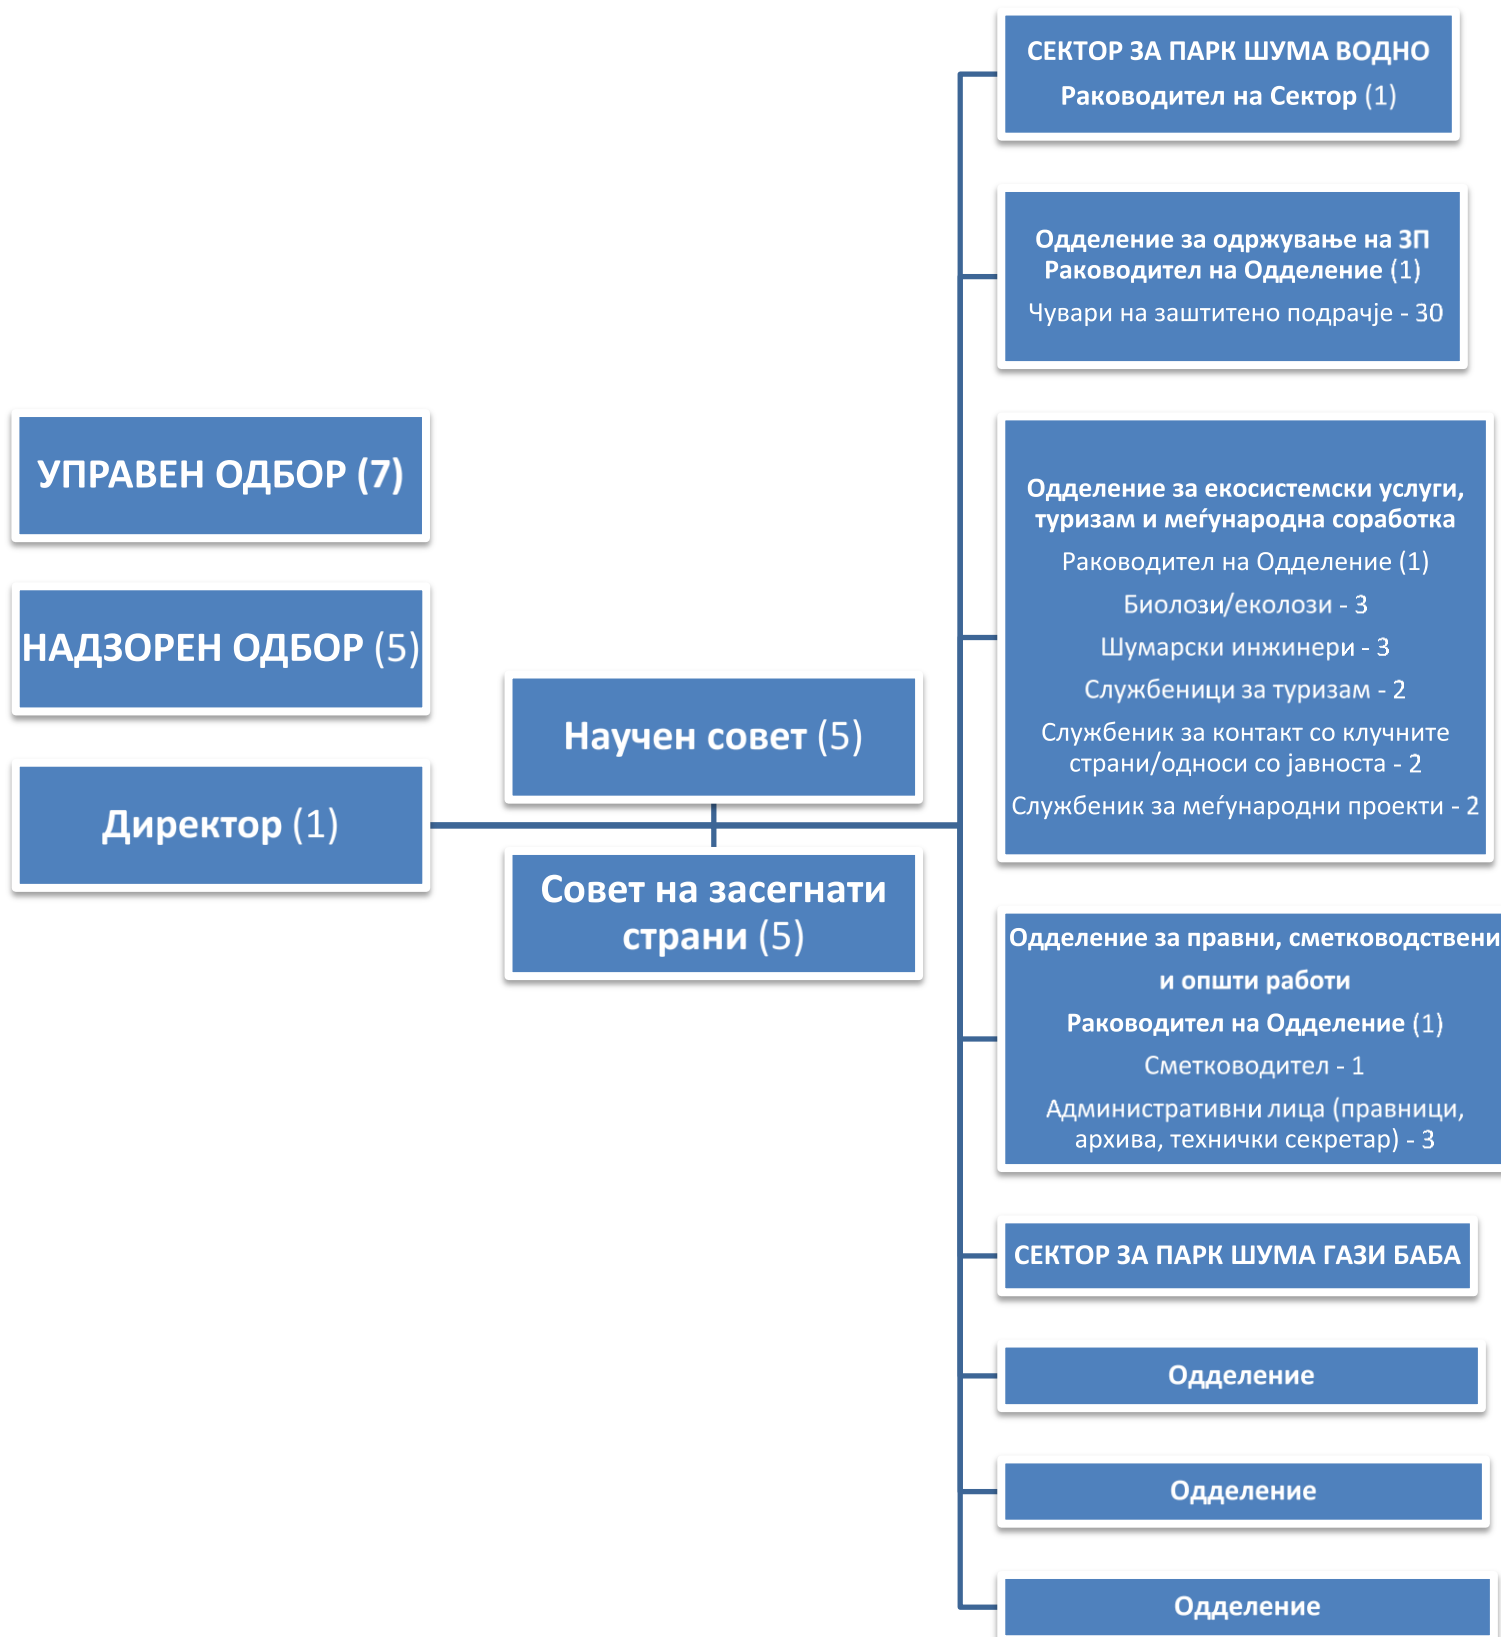 УПРАВЕН ОДБОР (7)
НАДЗОРЕН ОДБОР (5)
Директор (1)
Научен совет (5)
Совет на засегнати
страни (5)
СЕКТОР ЗА ПАРК ШУМА ВОДНО
Раководител на Сектор (1)
Одделение за одржување на ЗП
Раководител на Одделение (1)
Чувари на заштитено подрачје - 30
Одделение за екосистемски услуги,
туризам и меѓународна соработка
Раководител на Одделение (1)
Биолози/еколози - 3
Шумарски инжинери - 3
Службеници за туризам - 2
Службеник за контакт со клучните
страни/односи со јавноста - 2
Службеник за меѓународни проекти - 2
Одделение за правни, сметководствени
и општи работи
Раководител на Одделение (1)
Сметководител - 1
Административни лица (правници,
архива, технички секретар) - 3
СЕКТОР ЗА ПАРК ШУМА ГАЗИ БАБА
Одделение
Одделение
Одделение